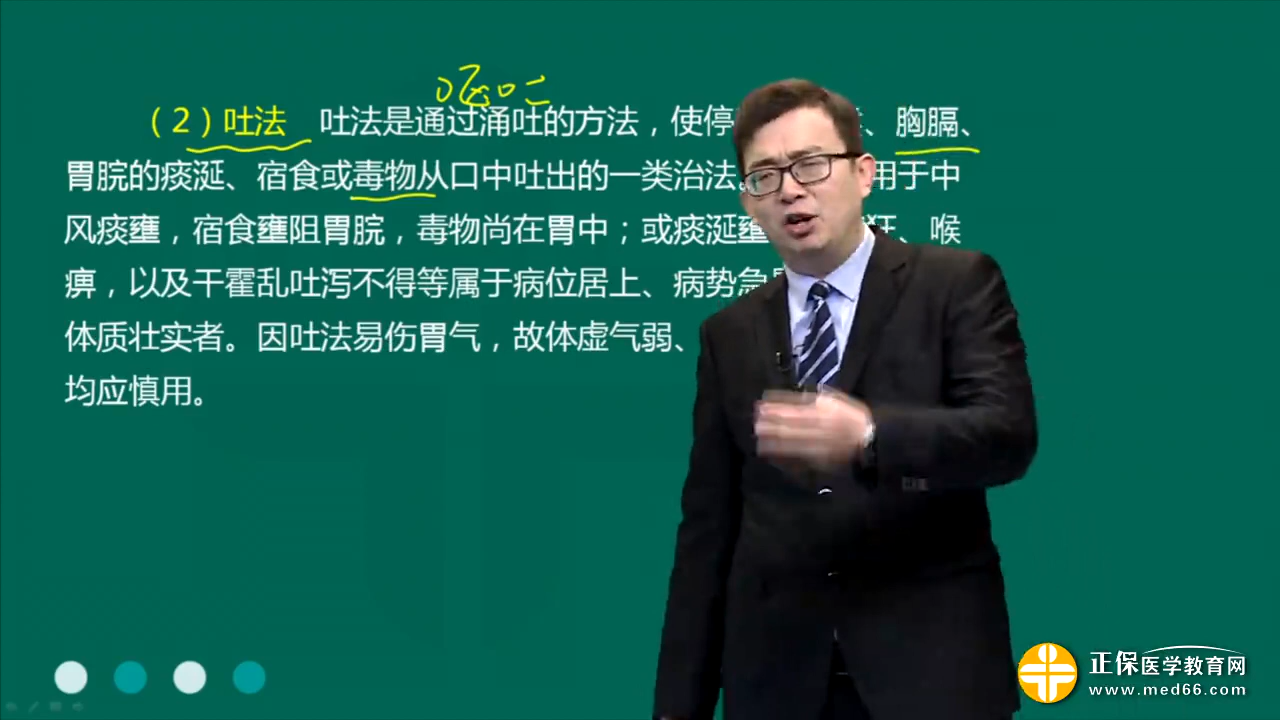 （2）吐法 吐法是通过涌吐的方法，使停、胸膈、
胃脘的痰涎、宿食或毒物从口中吐出的一类治法。用于中
风痰壅，宿食壅阻胃脘，毒物尚在胃中；或痰涎壅狂、喉
痹，以及干霍乱吐泻不得等属于病位居上、病势急
体质壮实者。因吐法易伤胃气，故体虚气弱、
均应慎用。
正保医学教育网
www.med66.com